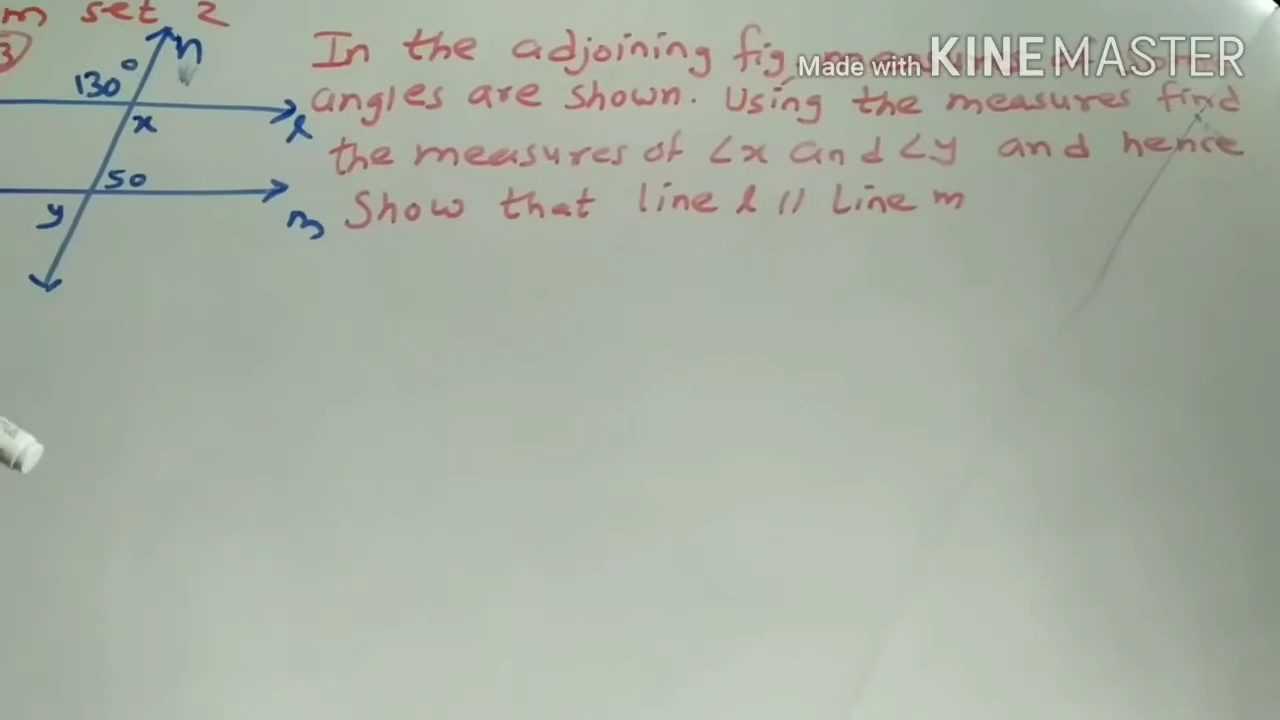 m set 2
3
n
130°
x
l
50
y
m
In the adjoining fig,
Made with KINEMASTER
angles are shown. Using the measures find
the measures of ∠x and ∠y and hence
Show that line l // Line m